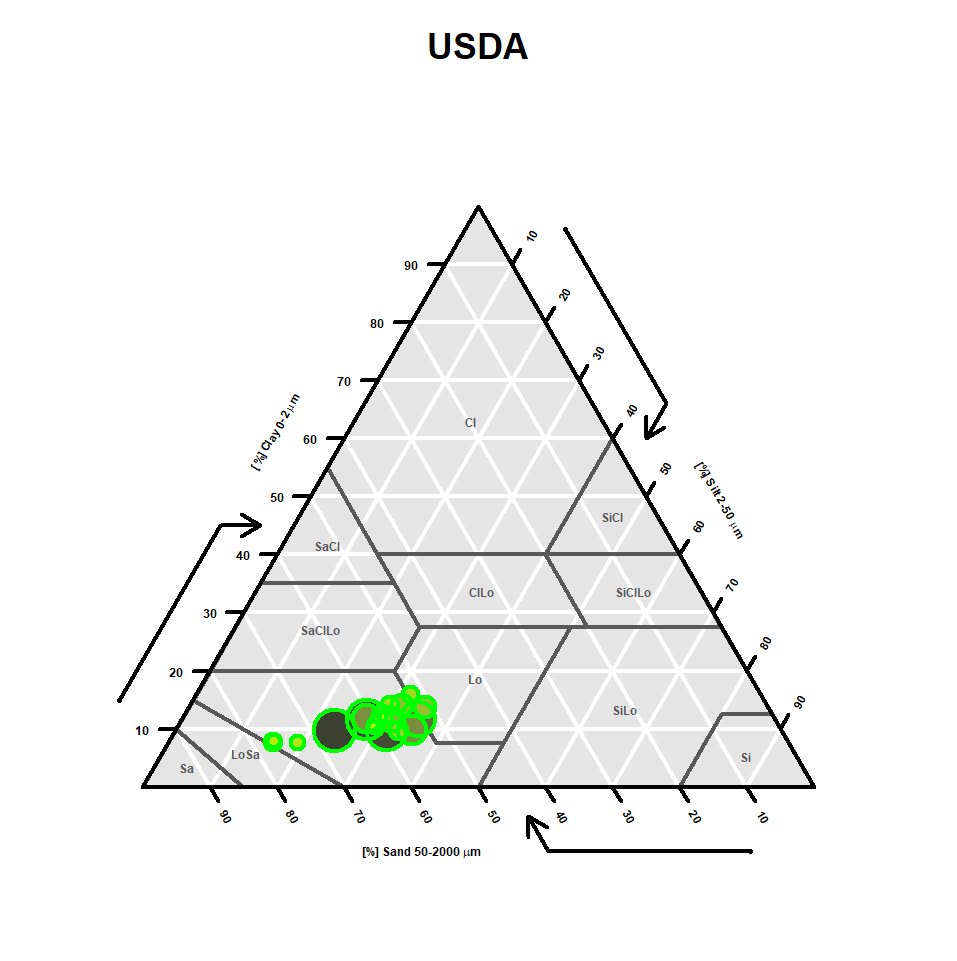 USDA
10
20
30
40
50
60
70
80
90
90
80
70
60
50
40
30
20
10
[%] Clay 0-2 μm
[%] Silt 2-50 μm
Cl
SiCl
SaCl
ClLo
SiClLo
SaClLo
Lo
SiLo
LoSa
Sa
Si
90
80
70
60
50
40
30
20
10
[%] Sand 50-2000 μm